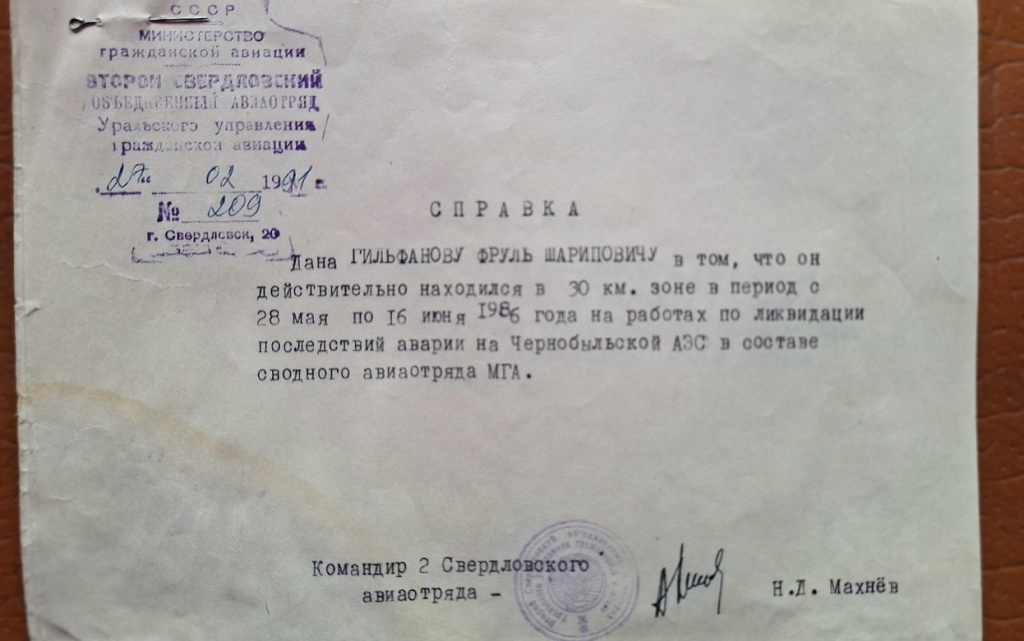 СССР
МИНИСТЕРСТВО
гражданской авиации
ВТОРОЙ СВЕРДЛОВСКИЙ
ОБЪЕДИНЕННЫЙ АВИАОТРЯД
Уральского управления
гражданской авиации
„27“ 02 1991 г.
№ 209
г. Свердловск, 20
СПРАВКА
Дана ГИЛЬФАНОВУ ФРУЛЬ ШАРИПОВИЧУ в том, что он
действительно находился в 30 км. зоне в период с
28 мая по 16 июня 1986 года на работах по ликвидации
последствий аварии на Чернобыльской АЭС в составе
сводного авиаотряда МГА.
Командир 2 Свердловского
авиаотряда -
Н.Д. Махнёв